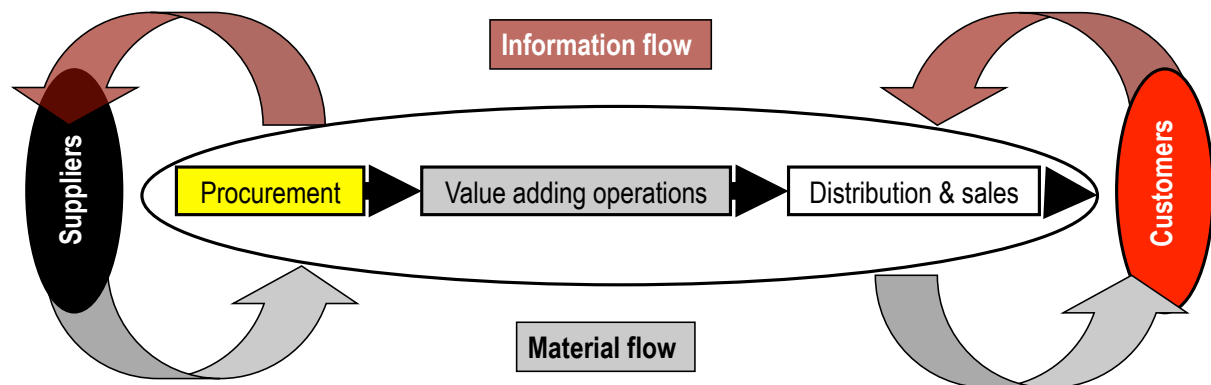 Information flow
Suppliers
Procurement
Value adding operations
Distribution & sales
Customers
Material flow